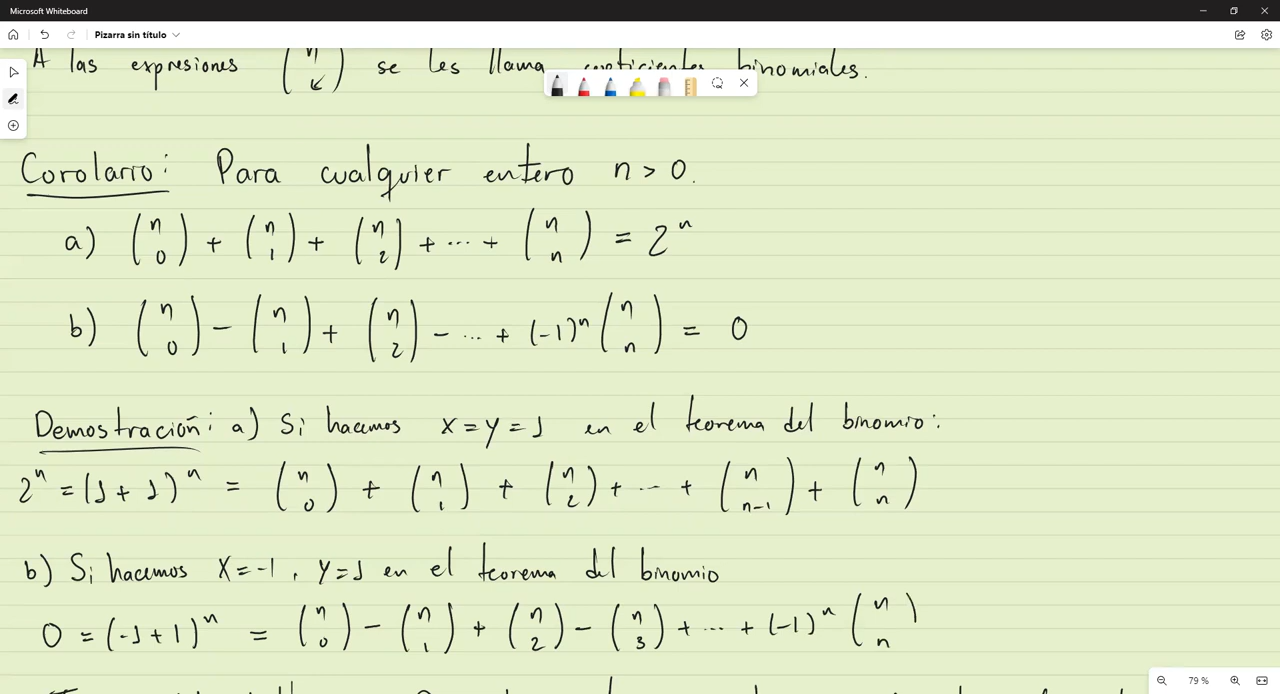 Microsoft Whiteboard
Pizarra sin título
A las expresiones (n ) se les llama coeficientes binomiales.
Corolario: Para cualquier entero n > 0.
a) (n 0) + (n 1) + (n 2) + ... + (n n) = 2^n
b) (n 0) - (n 1) + (n 2) - ... + (-1)^n (n n) = 0
Demostración: a) Si hacemos x = y = 1 en el teorema del binomio:
2^n = (1 + 1)^n = (n 0) + (n 1) + (n 2) + ... + (n n-1) + (n n)
b) Si hacemos x = -1, y = 1 en el teorema del binomio
0 = (-1 + 1)^n = (n 0) - (n 1) + (n 2) - (n 3) + ... + (-1)^n (n n)
79 %